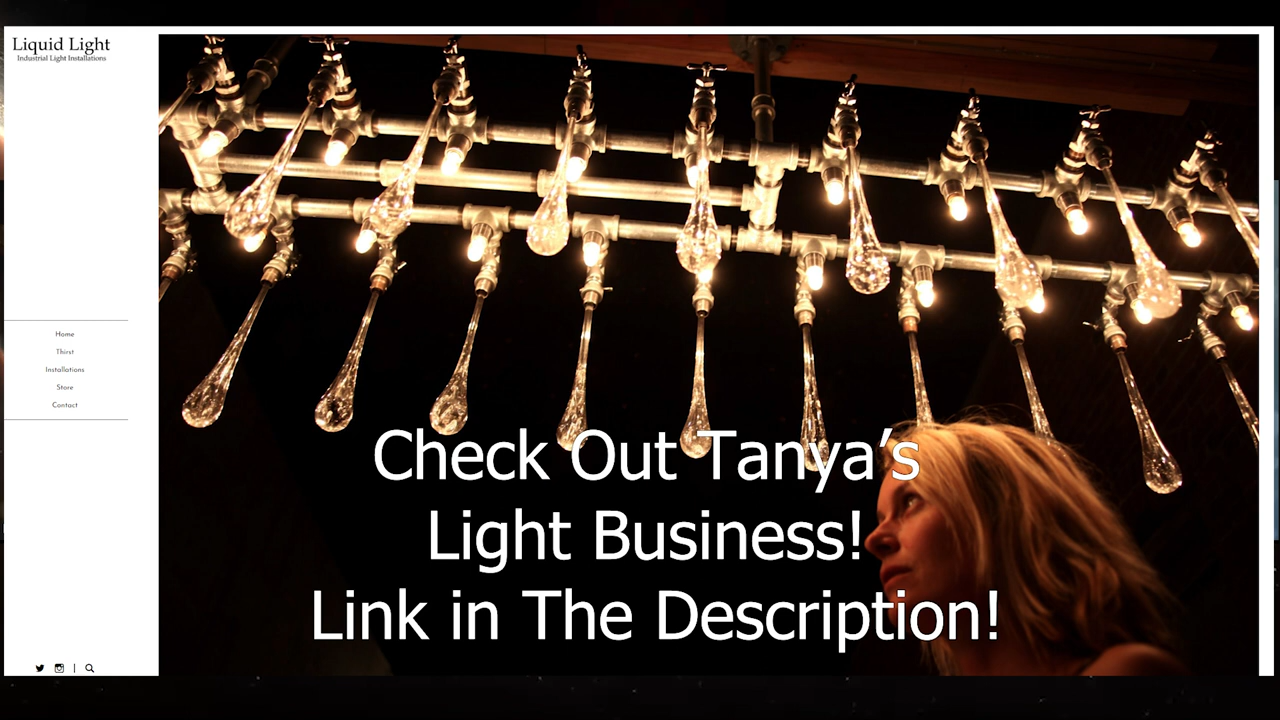 Liquid Light
Industrial Light Installations
Home
Thirst
Installations
Store
Contact
Check Out Tanya’s
Light Business!
Link in The Description!